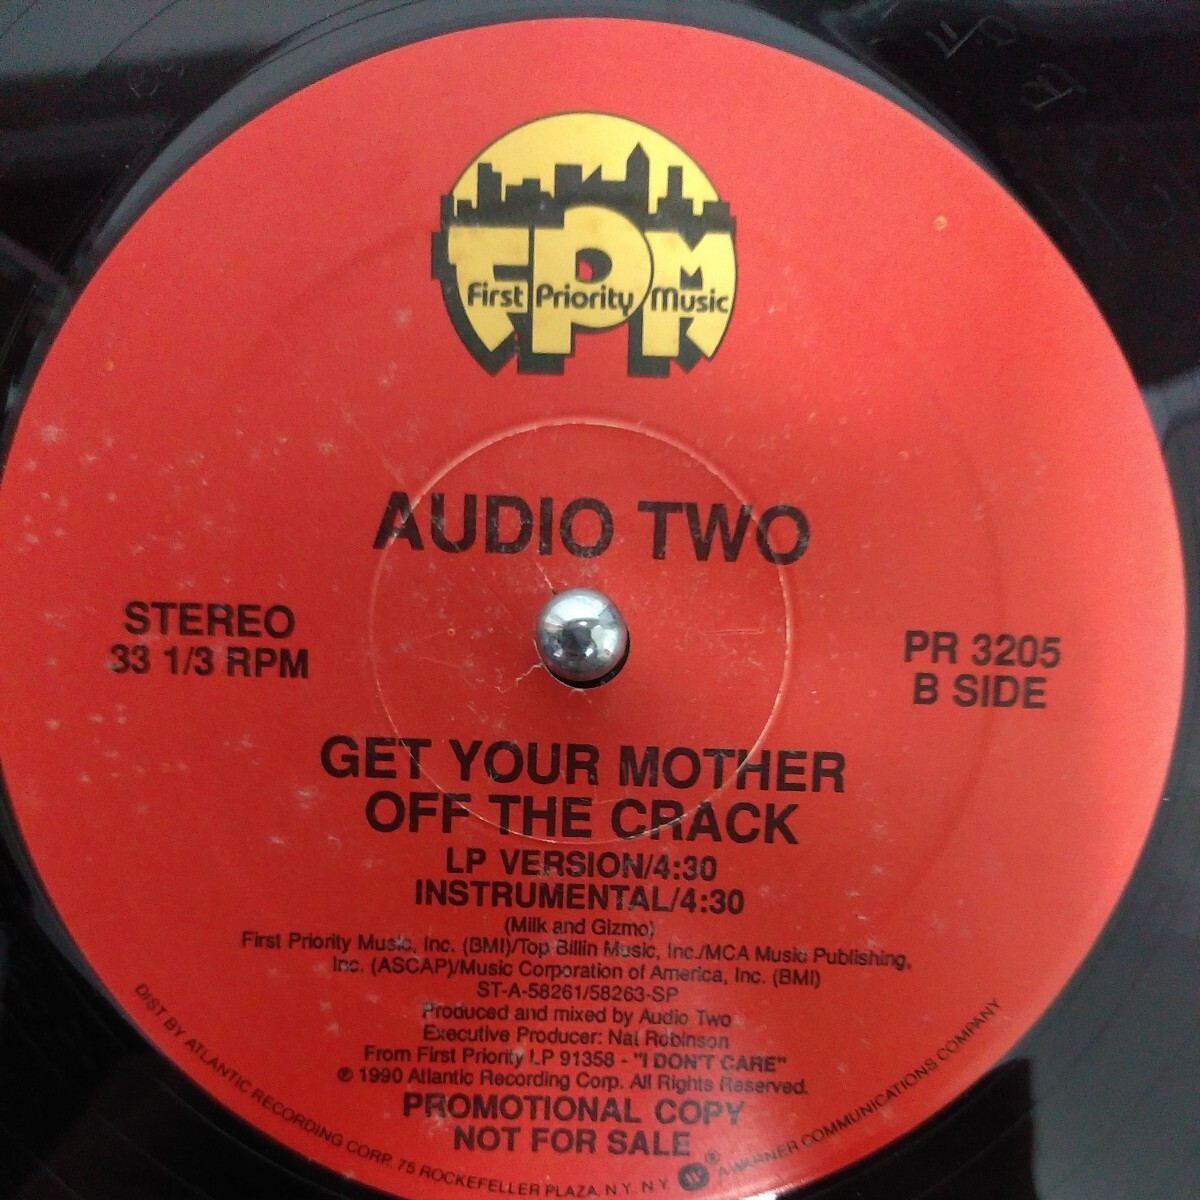 FPM
First Priority Music
AUDIO TWO
STEREO
33 1/3 RPM
PR 3205
B SIDE
GET YOUR MOTHER
OFF THE CRACK
LP VERSION/4:30
INSTRUMENTAL/4:30
(Milk and Gizmo)
First Priority Music, Inc. (BMI)/Top Billin Music, Inc./MCA Music Publishing,
Inc. (ASCAP)/Music Corporation of America, Inc. (BMI)
ST-A-58261/58263-SP
Produced and mixed by Audio Two
Executive Producer: Nat Robinson
From First Priority LP 91358 - "I DON'T CARE"
℗ 1990 Atlantic Recording Corp. All Rights Reserved.
PROMOTIONAL COPY
NOT FOR SALE
DIST BY ATLANTIC RECORDING CORP. 75 ROCKEFELLER PLAZA, N.Y. N.Y. ® A WARNER COMMUNICATIONS COMPANY